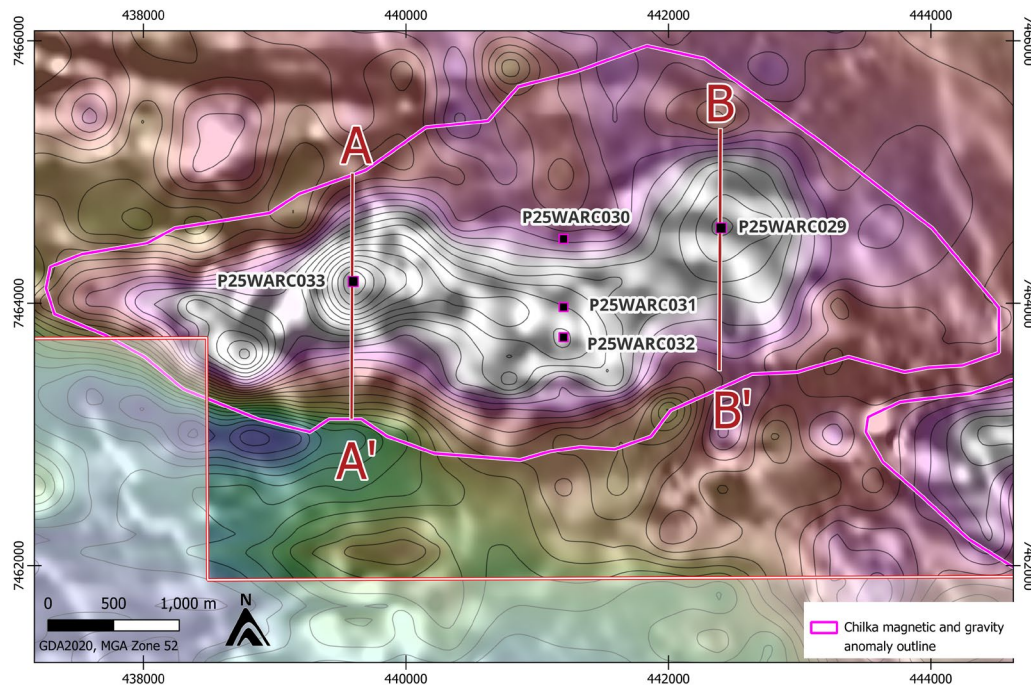 438000
440000
442000
444000
7466000
7466000
B
A
P25WARC030
P25WARC029
P25WARC033
7464000
P25WARC031
7464000
P25WARC032
B'
A'
7462000
7462000
0 500 1,000 m
N
GDA2020, MGA Zone 52
Chilka magnetic and gravity
anomaly outline
438000
440000
442000
444000